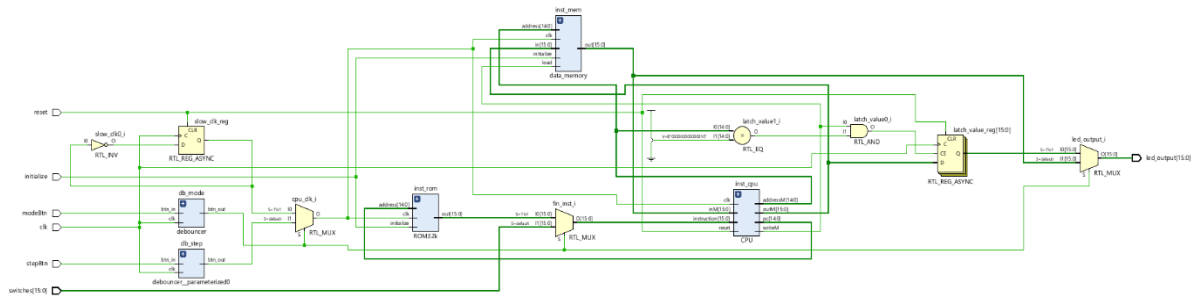 inst_mem
address[14:0]
clk
in[15:0]
initialize
load
out[15:0]
data_memory
reset
slow_clk_reg
CLR
C
D
Q
RTL_REG_ASYNC
slow_clk0_i
I0
O
RTL_INV
initialize
modeBtn
clk
stepBtn
switches[15:0]
db_mode
btn_in
clk
btn_out
debouncer
db_step
btn_in
clk
btn_out
debouncer__parameterized0
cpu_clk_i
S=1'b1
I0
S=default
I1
O
S
RTL_MUX
inst_rom
address[14:0]
clk
initialize
out[15:0]
ROM32k
fin_inst_i
S=1'b1
I0[15:0]
S=default
I1[15:0]
O[15:0]
S
RTL_MUX
latch_value1_i
I0[14:0]
I1[14:0]
O
RTL_EQ
latch_value0_i
I0
I1
O
RTL_AND
inst_cpu
clk
inM[15:0]
instruction[15:0]
reset
addressM[14:0]
outM[15:0]
pc[14:0]
writeM
CPU
latch_value_reg[15:0]
CLR
C
CE
D
Q
RTL_REG_ASYNC
led_output_i
S=1'b1
I0[15:0]
S=default
I1[15:0]
O[15:0]
S
RTL_MUX
led_output[15:0]